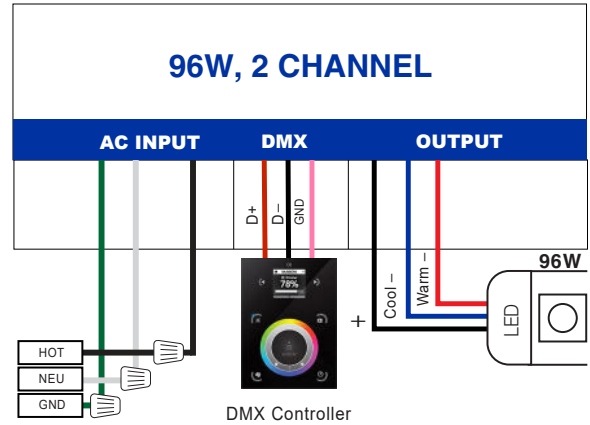 96W, 2 CHANNEL
AC INPUT
DMX
OUTPUT
D+
D–
GND
+
Cool –
Warm –
96W
LED
78%
HOT
NEU
GND
DMX Controller